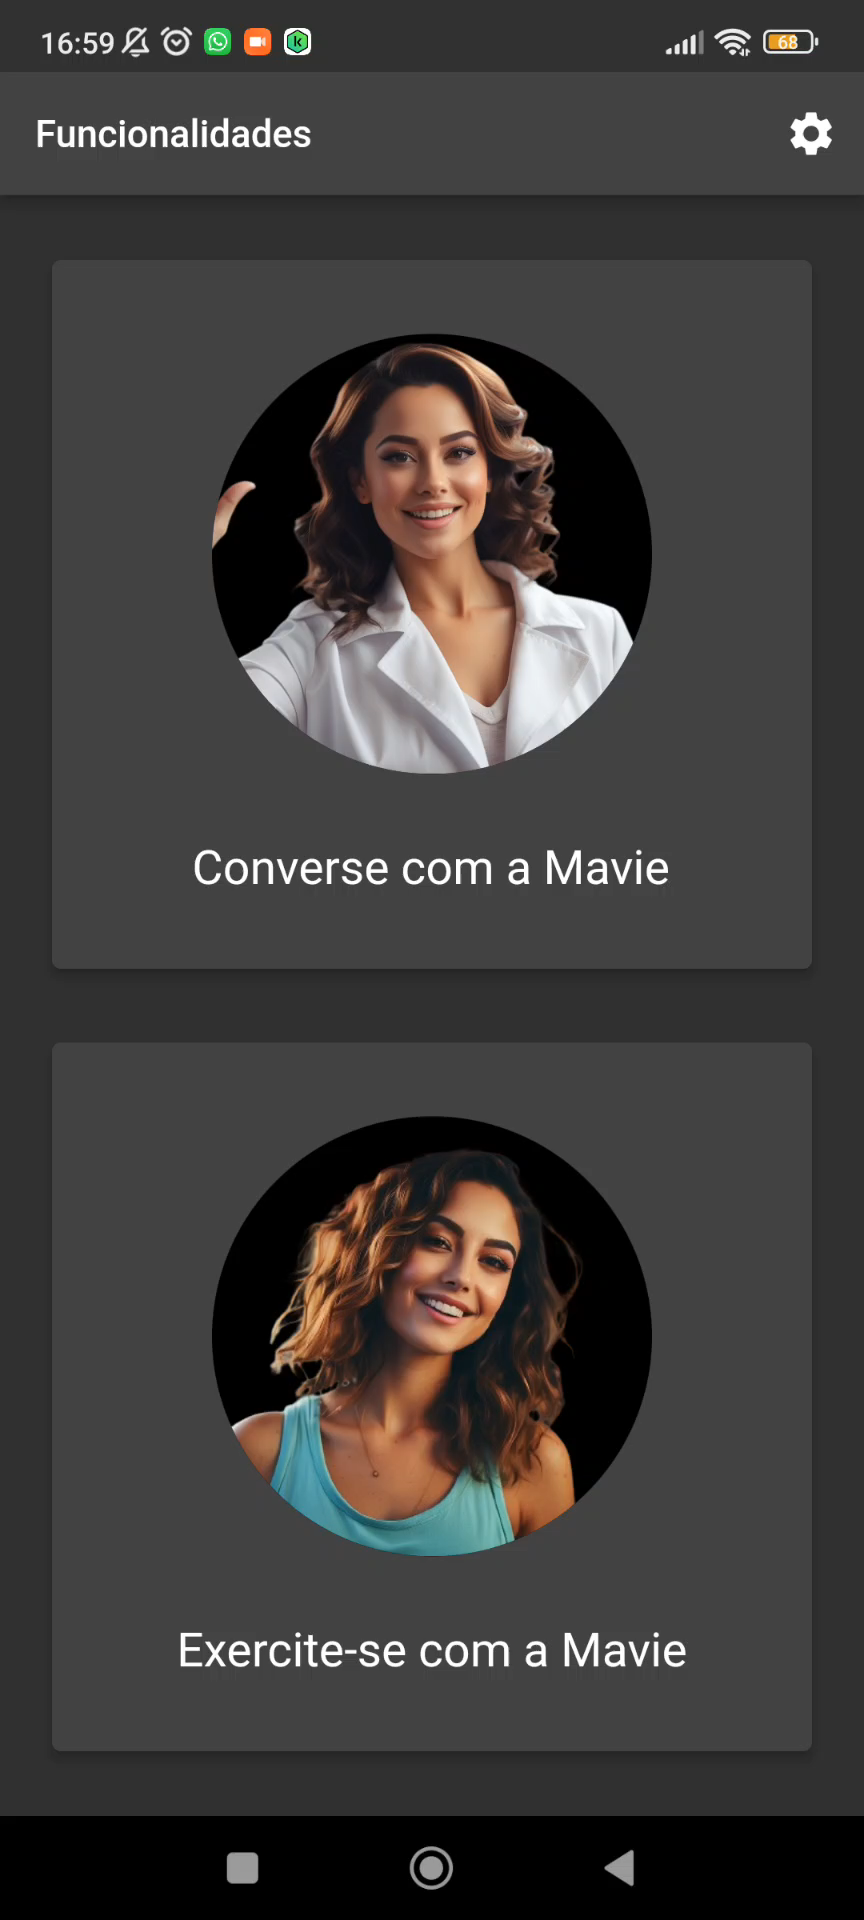 16:59
68
Funcionalidades
Converse com a Mavie
Exercite-se com a Mavie